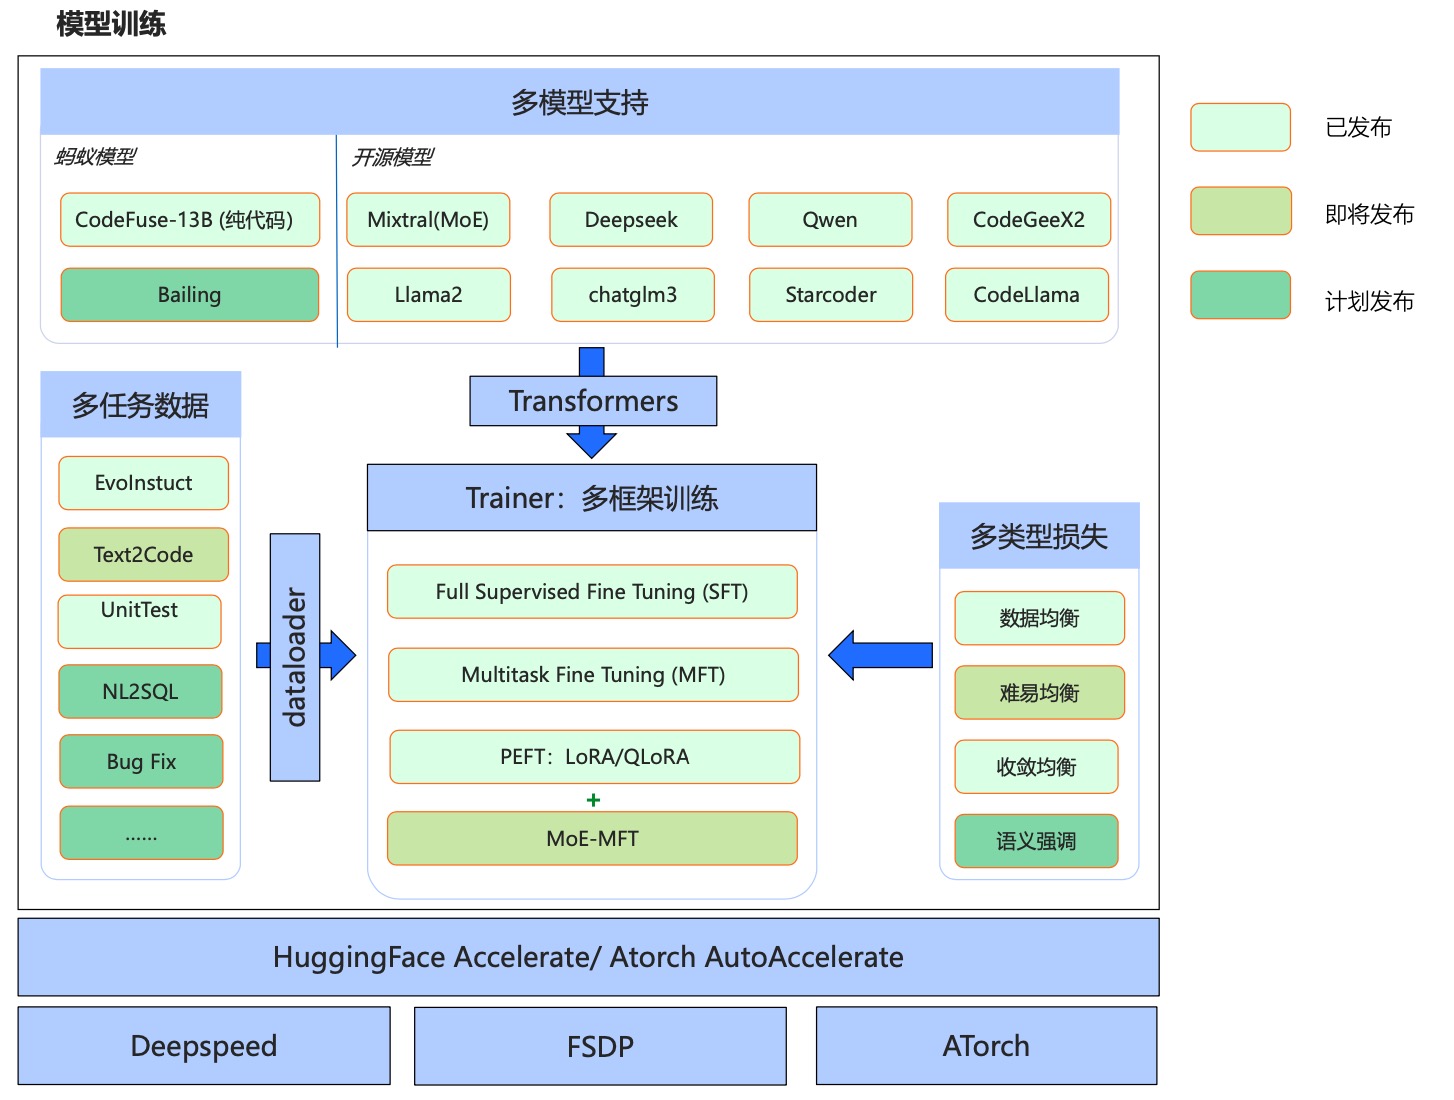 模型训练
多模型支持
蚂蚁模型
开源模型
CodeFuse-13B (纯代码)
Mixtral(MoE)
Deepseek
Qwen
CodeGeeX2
Bailing
Llama2
chatglm3
Starcoder
CodeLlama
已发布
即将发布
计划发布
Transformers
多任务数据
EvoInstuct
Text2Code
UnitTest
NL2SQL
Bug Fix
......
dataloader
Trainer：多框架训练
Full Supervised Fine Tuning (SFT)
Multitask Fine Tuning (MFT)
PEFT：LoRA/QLoRA
+
MoE-MFT
多类型损失
数据均衡
难易均衡
收敛均衡
语义强调
HuggingFace Accelerate/ Atorch AutoAccelerate
Deepspeed
FSDP
ATorch